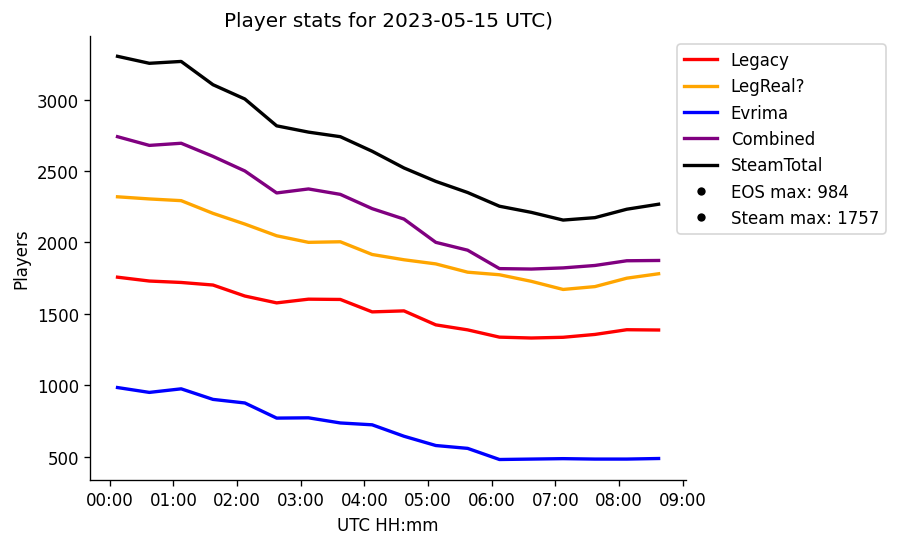 Player stats for 2023-05-15 UTC)
Legacy
LegReal?
Evrima
Combined
SteamTotal
EOS max: 984
Steam max: 1757
Players
3000
2500
2000
1500
1000
500
00:00 01:00 02:00 03:00 04:00 05:00 06:00 07:00 08:00 09:00
UTC HH:mm